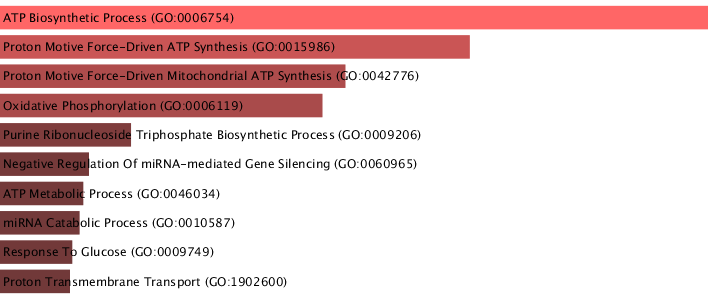 ATP Biosynthetic Process (GO:0006754)
Proton Motive Force-Driven ATP Synthesis (GO:0015986)
Proton Motive Force-Driven Mitochondrial ATP Synthesis (GO:0042776)
Oxidative Phosphorylation (GO:0006119)
Purine Ribonucleoside Triphosphate Biosynthetic Process (GO:0009206)
Negative Regulation Of miRNA-mediated Gene Silencing (GO:0060965)
ATP Metabolic Process (GO:0046034)
miRNA Catabolic Process (GO:0010587)
Response To Glucose (GO:0009749)
Proton Transmembrane Transport (GO:1902600)